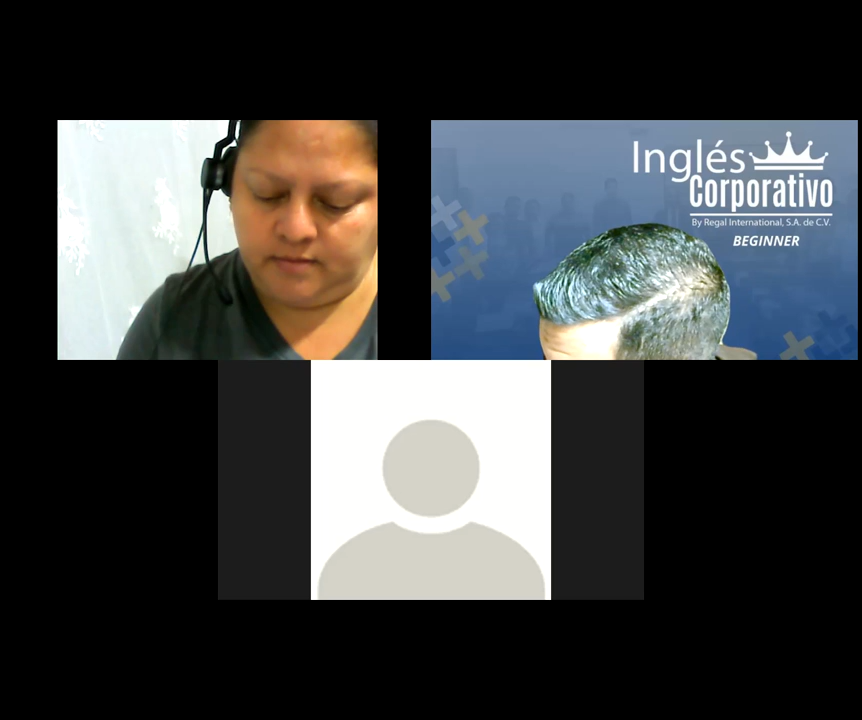 Inglés
Corporativo
By Regal International, S.A. de C.V.
BEGINNER